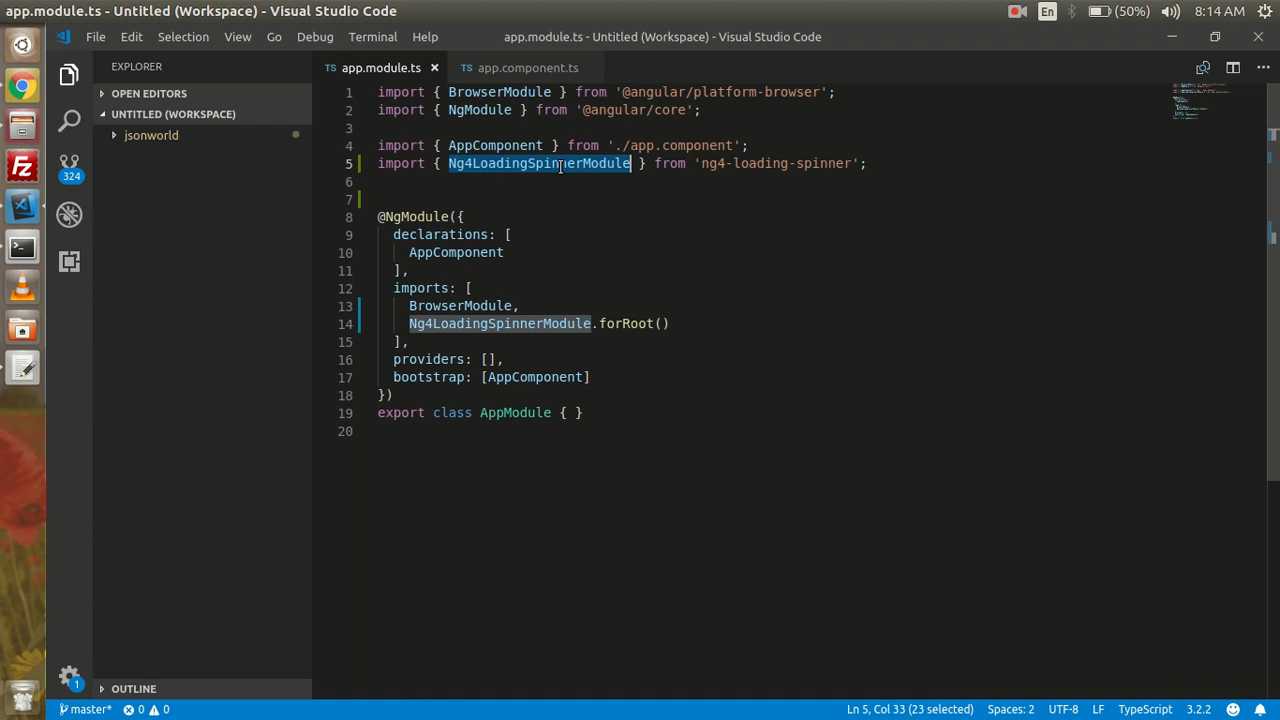 app.module.ts - Untitled (Workspace) - Visual Studio Code
En
(50%)
8:14 AM
File Edit Selection View Go Debug Terminal Help
app.module.ts - Untitled (Workspace) - Visual Studio Code
EXPLORER
OPEN EDITORS
UNTITLED (WORKSPACE)
jsonworld
324
TS app.module.ts
TS app.component.ts
1 import { BrowserModule } from '@angular/platform-browser';
2 import { NgModule } from '@angular/core';
3
4 import { AppComponent } from './app.component';
5 import { Ng4LoadingSpinnerModule } from 'ng4-loading-spinner';
6
7
8 @NgModule({
9 declarations: [
10 AppComponent
11 ],
12 imports: [
13 BrowserModule,
14 Ng4LoadingSpinnerModule.forRoot()
15 ],
16 providers: [],
17 bootstrap: [AppComponent]
18 })
19 export class AppModule { }
20
OUTLINE
1
master* 0 0
Ln 5, Col 33 (23 selected) Spaces: 2 UTF-8 LF TypeScript 3.2.2